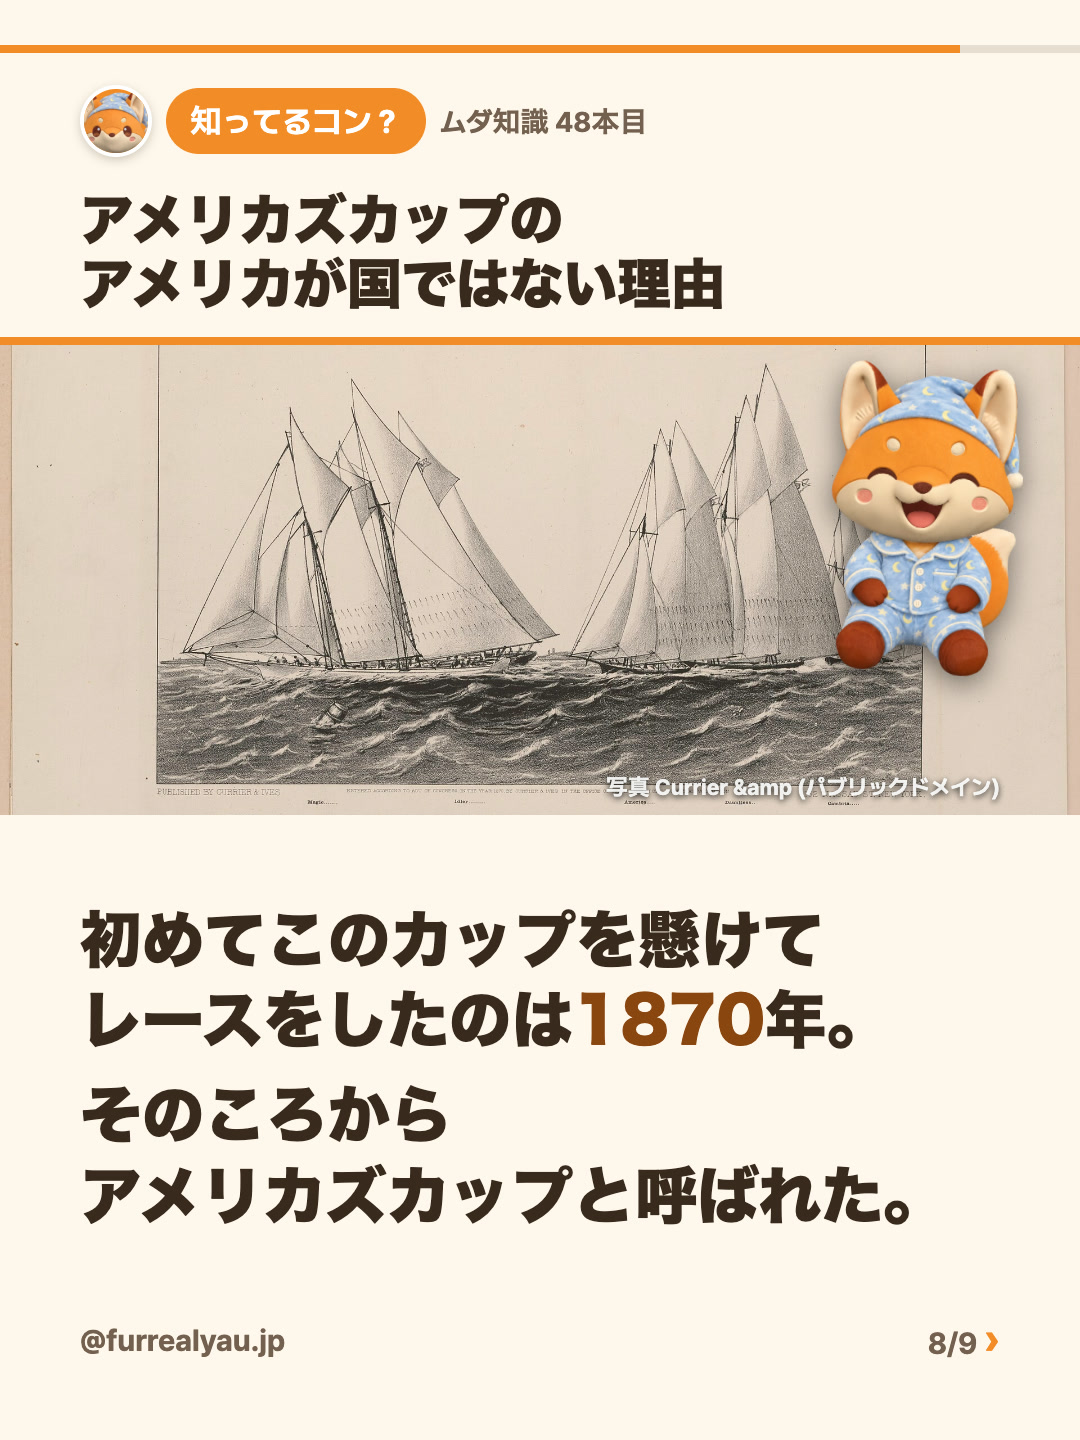 知ってるコン？ ムダ知識 48本目
アメリカズカップの
アメリカが国ではない理由
PUBLISHED BY CURRIER & IVES
Magic......
Idler........
America....
Dauntless..
Cambria....
写真 Currier &amp (パブリックドメイン)
初めてこのカップを懸けて
レースをしたのは1870年。
そのころから
アメリカズカップと呼ばれた。
@furrealyau.jp
8/9 ›